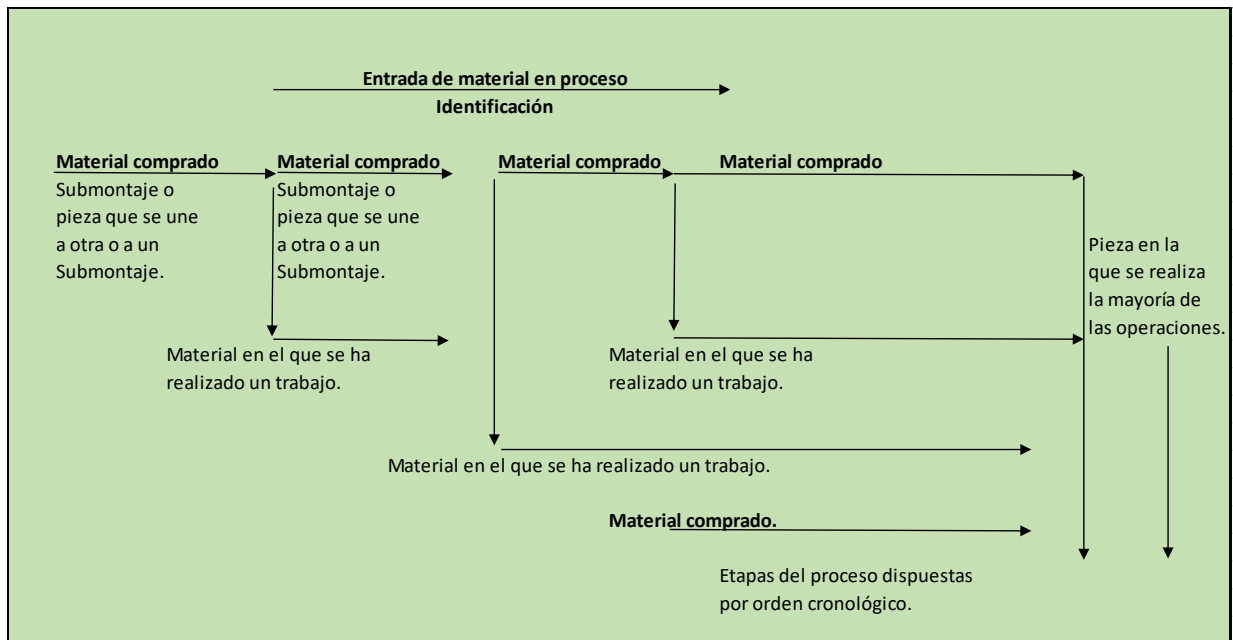 Entrada de material en proceso
Identificación
Material comprado
Submontaje o
pieza que se une
a otra o a un
Submontaje.
Material comprado
Submontaje o
pieza que se une
a otra o a un
Submontaje.
Material comprado
Material comprado
Pieza en la
que se realiza
la mayoría de
las operaciones.
Material en el que se ha
realizado un trabajo.
Material en el que se ha
realizado un trabajo.
Material en el que se ha realizado un trabajo.
Material comprado.
Etapas del proceso dispuestas
por orden cronológico.